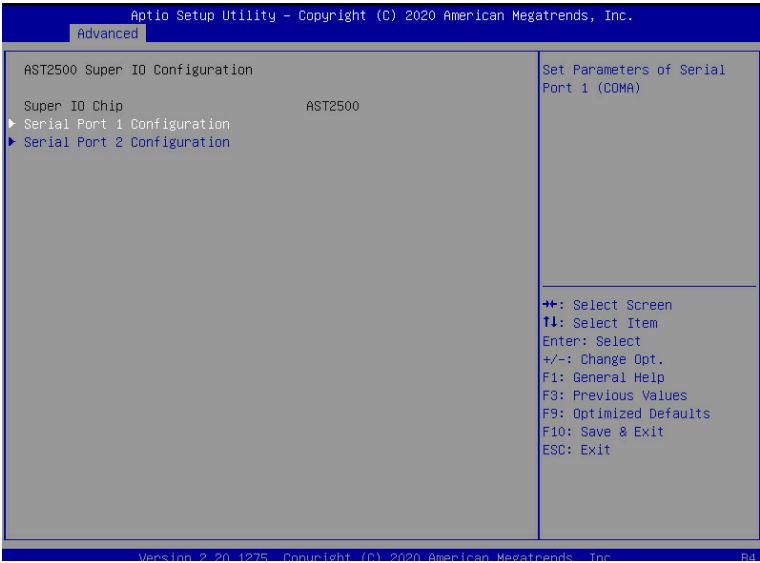 Aptio Setup Utility – Copyright (C) 2020 American Megatrends, Inc.
Advanced
AST2500 Super IO Configuration
Super IO Chip AST2500
▶ Serial Port 1 Configuration
▶ Serial Port 2 Configuration
Set Parameters of Serial
Port 1 (COMA)
→←: Select Screen
↑↓: Select Item
Enter: Select
+/-: Change Opt.
F1: General Help
F3: Previous Values
F9: Optimized Defaults
F10: Save & Exit
ESC: Exit
Version 2.20.1275. Copyright (C) 2020 American Megatrends, Inc.
B4